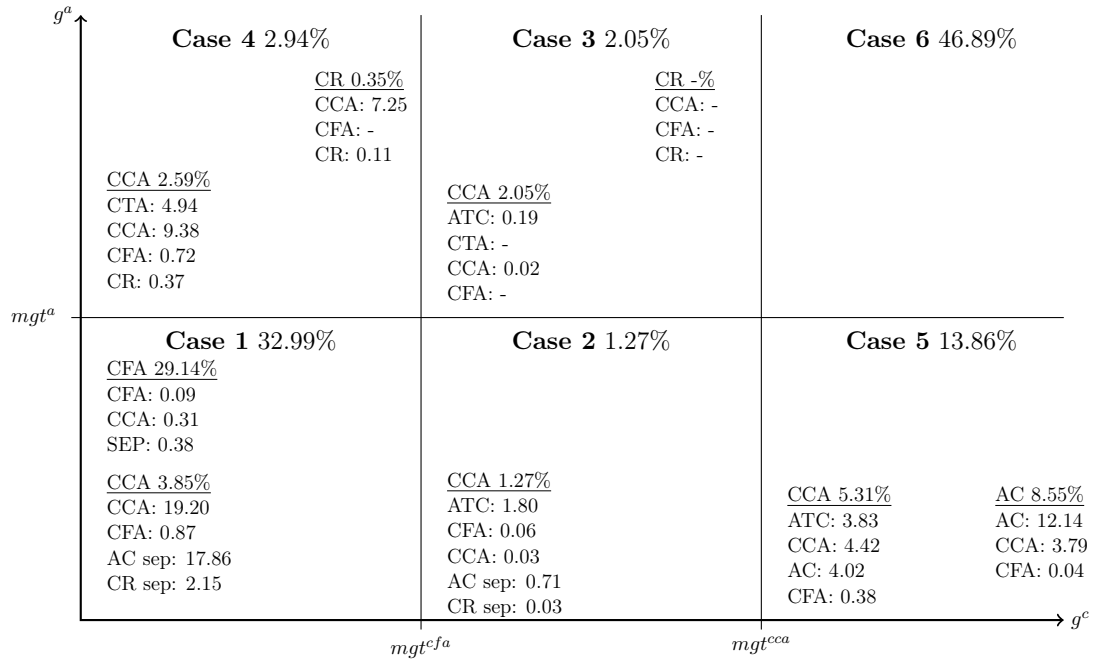 g^a
Case 4 2.94%
CR 0.35%
CCA: 7.25
CFA: -
CR: 0.11
CCA 2.59%
CTA: 4.94
CCA: 9.38
CFA: 0.72
CR: 0.37
Case 3 2.05%
CR -%
CCA: -
CFA: -
CR: -
CCA 2.05%
ATC: 0.19
CTA: -
CCA: 0.02
CFA: -
Case 6 46.89%
mgt^a
Case 1 32.99%
CFA 29.14%
CFA: 0.09
CCA: 0.31
SEP: 0.38
CCA 3.85%
CCA: 19.20
CFA: 0.87
AC sep: 17.86
CR sep: 2.15
Case 2 1.27%
CCA 1.27%
ATC: 1.80
CFA: 0.06
CCA: 0.03
AC sep: 0.71
CR sep: 0.03
Case 5 13.86%
CCA 5.31%
ATC: 3.83
CCA: 4.42
AC: 4.02
CFA: 0.38
AC 8.55%
AC: 12.14
CCA: 3.79
CFA: 0.04
g^c
mgt^{cfa}
mgt^{cca}